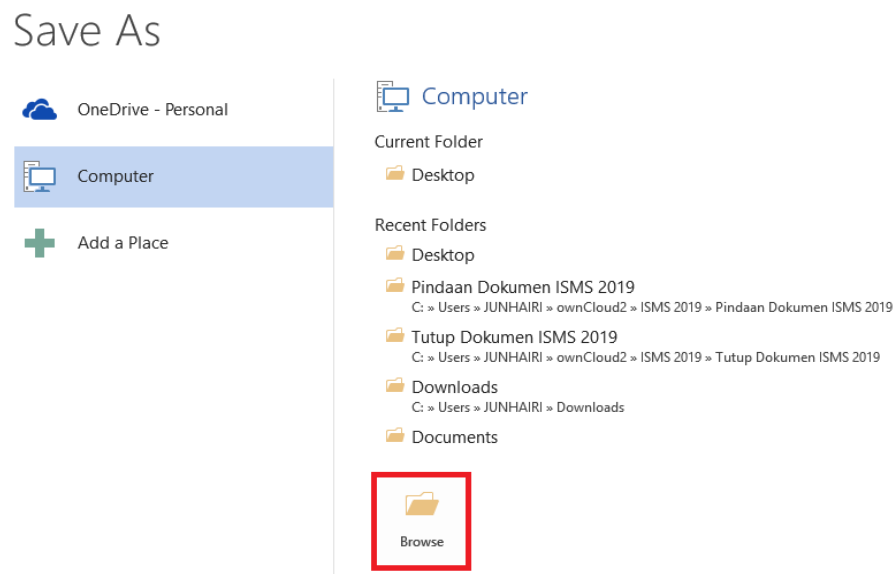 Save As
OneDrive - Personal
Computer
Add a Place
Computer
Current Folder
Desktop
Recent Folders
Desktop
Pindaan Dokumen ISMS 2019
C: » Users » JUNHAIRI » ownCloud2 » ISMS 2019 » Pindaan Dokumen ISMS 2019
Tutup Dokumen ISMS 2019
C: » Users » JUNHAIRI » ownCloud2 » ISMS 2019 » Tutup Dokumen ISMS 2019
Downloads
C: » Users » JUNHAIRI » Downloads
Documents
Browse